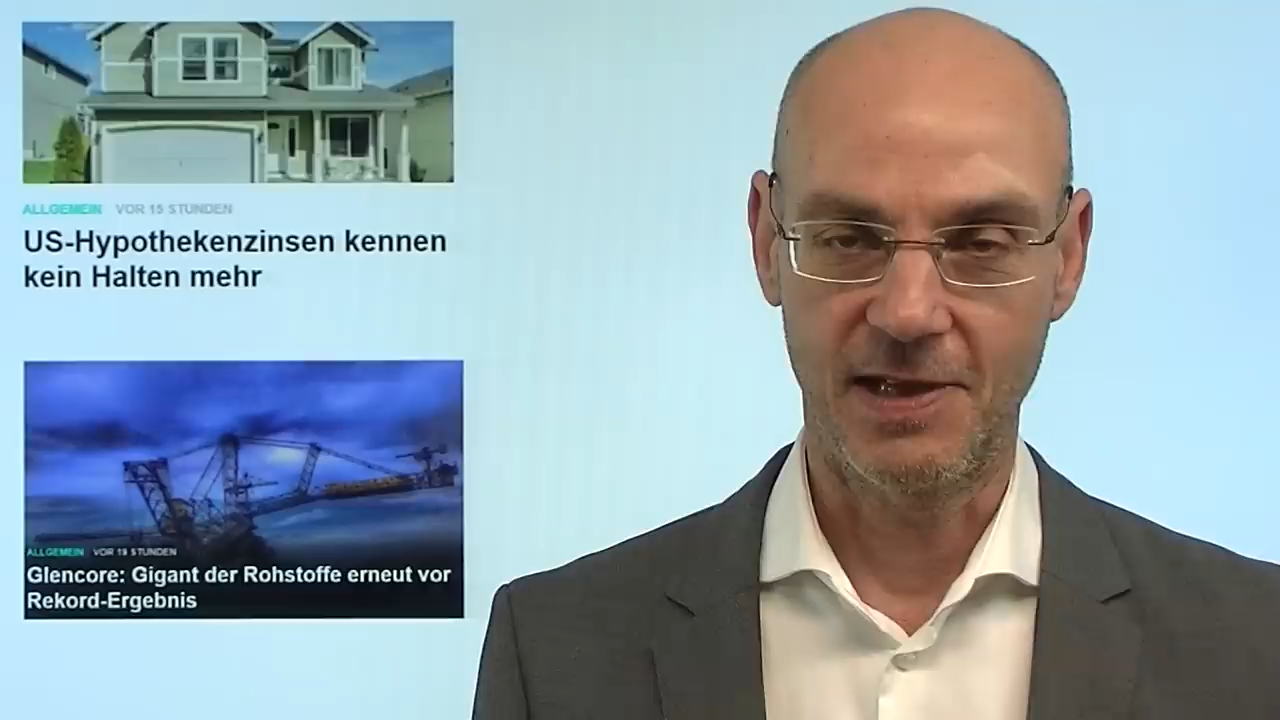 ALLGEMEIN VOR 15 STUNDEN
US-Hypothekenzinsen kennen
kein Halten mehr
ALLGEMEIN VOR 19 STUNDEN
Glencore: Gigant der Rohstoffe erneut vor
Rekord-Ergebnis